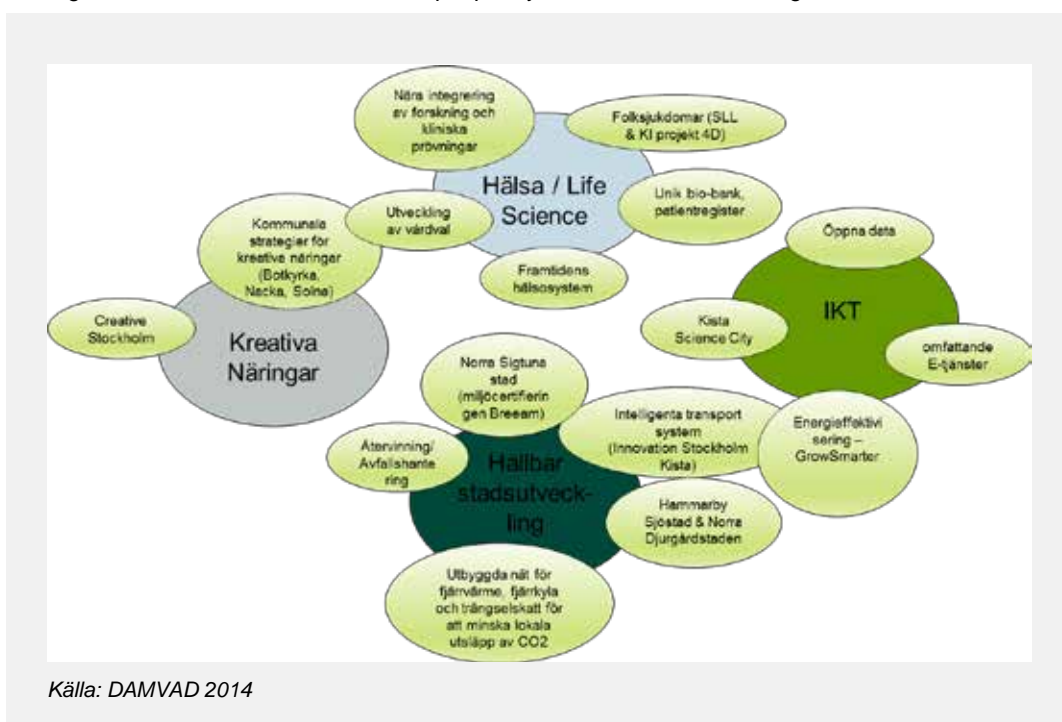 Nära integrering
av forskning och
kliniska
prövningar
Folksjukdomar (SLL
& KI projekt 4D)
Hälsa / Life
Science
Unik bio-bank,
patientregister
Utveckling
av vårdval
Framtidens
hälsosystem
Kommunala
strategier för
kreativa näringar
(Botkyrka,
Nacka, Solna)
Creative
Stockholm
Kreativa
Näringar
Öppna data
IKT
Kista
Science City
omfattande
E-tjänster
Energieffektivi
sering –
GrowSmarter
Norra Sigtuna
stad
(miljöcertifierin
gen Breeam)
Intelligenta transport
system
(Innovation Stockholm
Kista)
Återvinning/
Avfallshante
ring
Hållbar
stadsutveck-
ling
Hammarby
Sjöstad & Norra
Djurgårdstaden
Utbyggda nät för
fjärrvärme, fjärrkyla
och trängselskatt för
att minska lokala
utsläpp av CO2
Källa: DAMVAD 2014